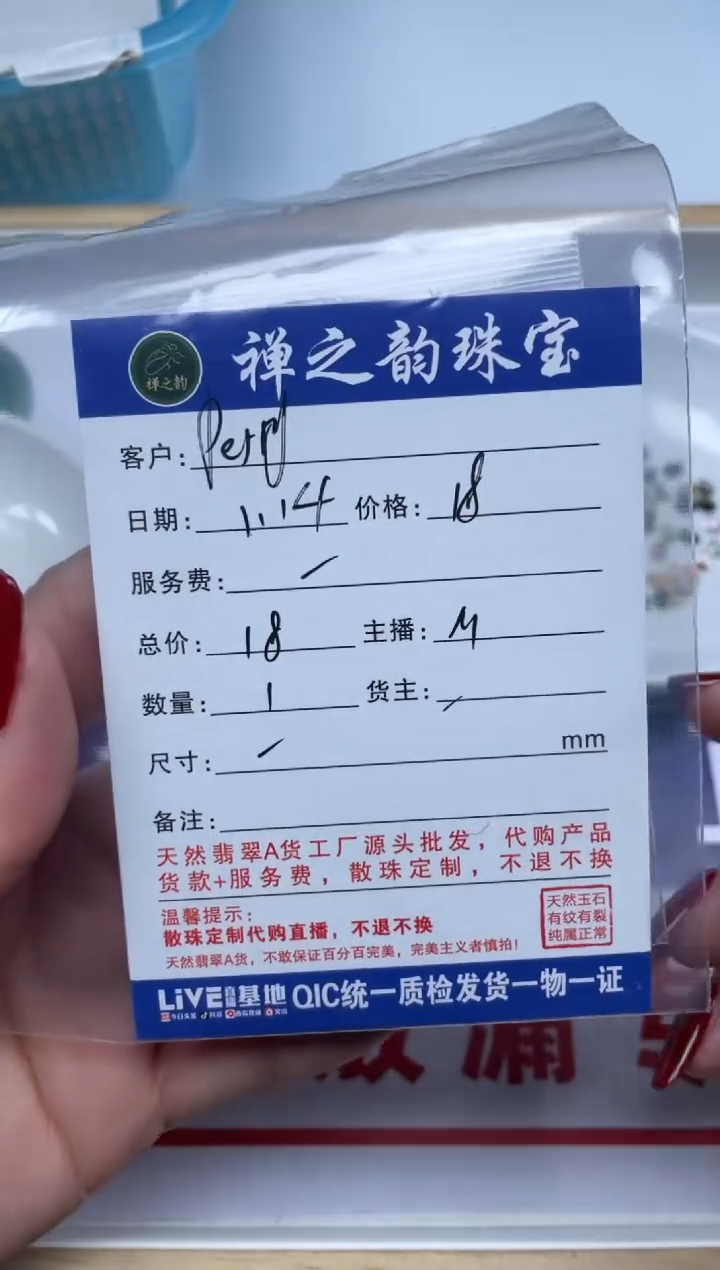 禅之韵
禅之韵珠宝
客户:
日期: 1.14 价格: 18
服务费: /
总价: 18 主播: M
数量: 1 货主: /
尺寸: / mm
备注:
天然翡翠A货工厂源头批发，代购产品
货款+服务费，散珠定制，不退不换
温馨提示:
散珠定制代购直播，不退不换
天然翡翠A货，不敢保证百分百完美，完美主义者慎拍!
天然玉石
有纹有裂
纯属正常
LiVE直播基地 QIC统一质检发货一物一证
漏